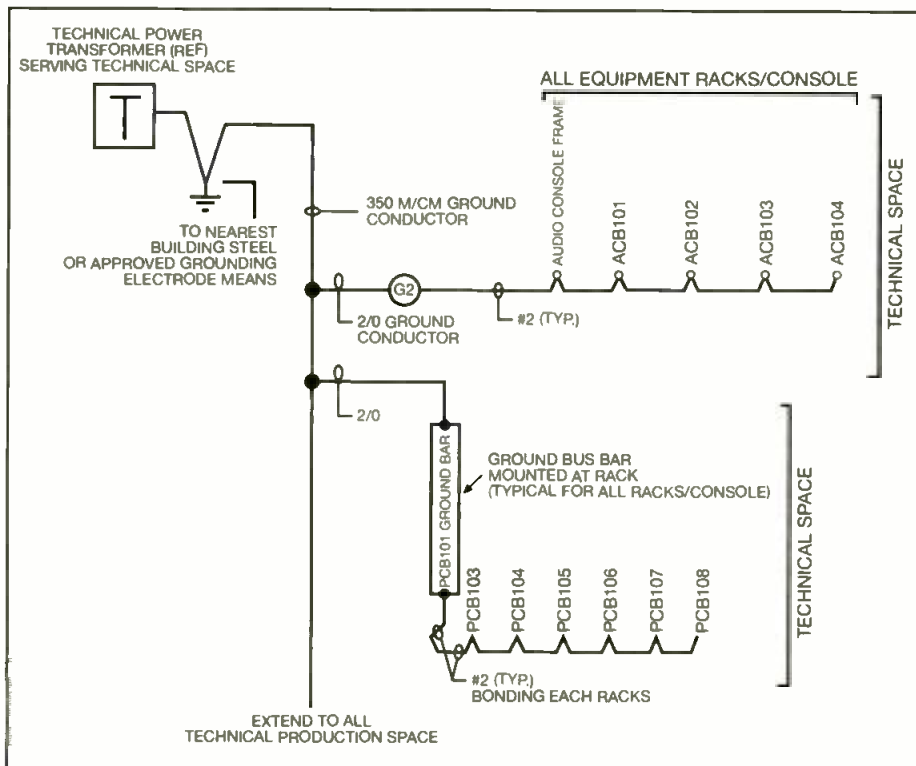 TECHNICAL POWER
TRANSFORMER (REF)
SERVING TECHNICAL SPACE
T
TO NEAREST
BUILDING STEEL
OR APPROVED GROUNDING
ELECTRODE MEANS
350 M/CM GROUND
CONDUCTOR
ALL EQUIPMENT RACKS/CONSOLE
AUDIO CONSOLE FRAME
ACB101
ACB102
ACB103
ACB104
TECHNICAL SPACE
G2
2/0 GROUND
CONDUCTOR
#2 (TYP.)
2/0
PCB101 GROUND BAR
GROUND BUS BAR
MOUNTED AT RACK
(TYPICAL FOR ALL RACKS/CONSOLE)
PCB103
PCB104
PCB105
PCB106
PCB107
PCB108
TECHNICAL SPACE
#2 (TYP.)
BONDING EACH RACKS
EXTEND TO ALL
TECHNICAL PRODUCTION SPACE